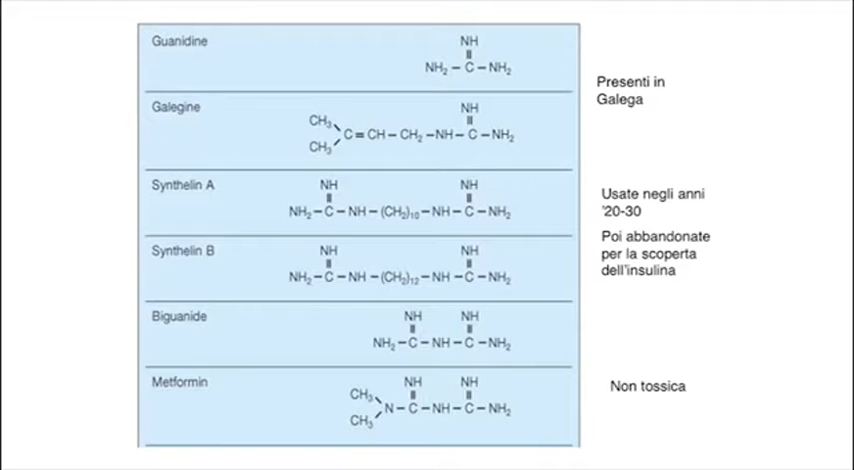 Guanidine
NH
NH₂–C–NH₂
Presenti in
Galega
Galegine
NH
CH₃
C=CH–CH₂–NH–C–NH₂
CH₃
Synthelin A
NH NH
NH₂–C–NH–(CH₂)₁₀–NH–C–NH₂
Usate negli anni
'20-30
Poi abbandonate
per la scoperta
dell'insulina
Synthelin B
NH NH
NH₂–C–NH–(CH₂)₁₂–NH–C–NH₂
Biguanide
NH NH
NH₂–C–NH–C–NH₂
Metformin
NH NH
CH₃
N–C–NH–C–NH₂
CH₃
Non tossica